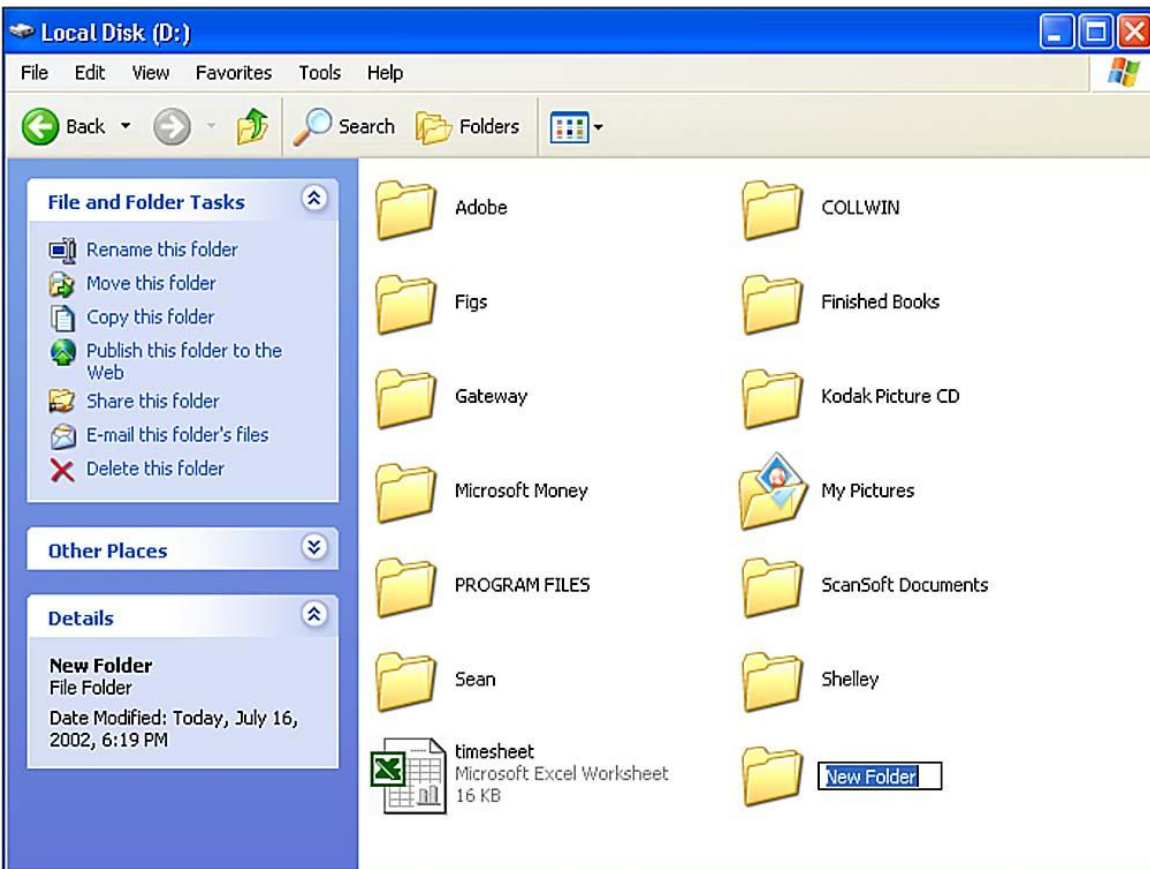 Local Disk (D:)
File Edit View Favorites Tools Help
Back Search Folders
File and Folder Tasks
Rename this folder
Move this folder
Copy this folder
Publish this folder to the
Web
Share this folder
E-mail this folder's files
Delete this folder
Other Places
Details
New Folder
File Folder
Date Modified: Today, July 16,
2002, 6:19 PM
Adobe
COLLWIN
Figs
Finished Books
Gateway
Kodak Picture CD
Microsoft Money
My Pictures
PROGRAM FILES
ScanSoft Documents
Sean
Shelley
timesheet
Microsoft Excel Worksheet
16 KB
New Folder